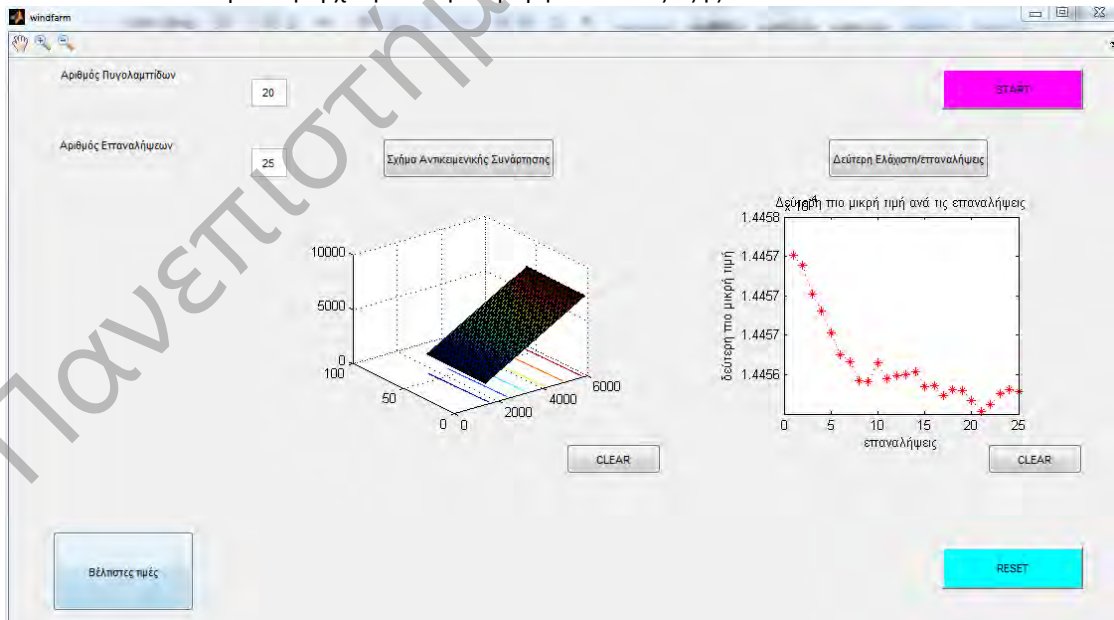 windfarm
Αριθμός Πυγολαμπίδων
20
START!
Αριθμός Επαναλήψεων
25
Σχήμα Αντικειμενικής Συνάρτησης
Δεύτερη Ελάχιστη/επαναλήψεις
Δεύτερη πιο μικρή τιμή ανά τις επαναλήψεις
1.4458
1.4457
1.4457
1.4457
1.4456
δεύτερη πιο μικρή τιμή
0
5
10
15
20
25
επαναλήψεις
10000
5000
0
100
50
0
0
2000
4000
6000
CLEAR
CLEAR
Βέλτιστες τιμές
RESET
Πανεπιστήμ